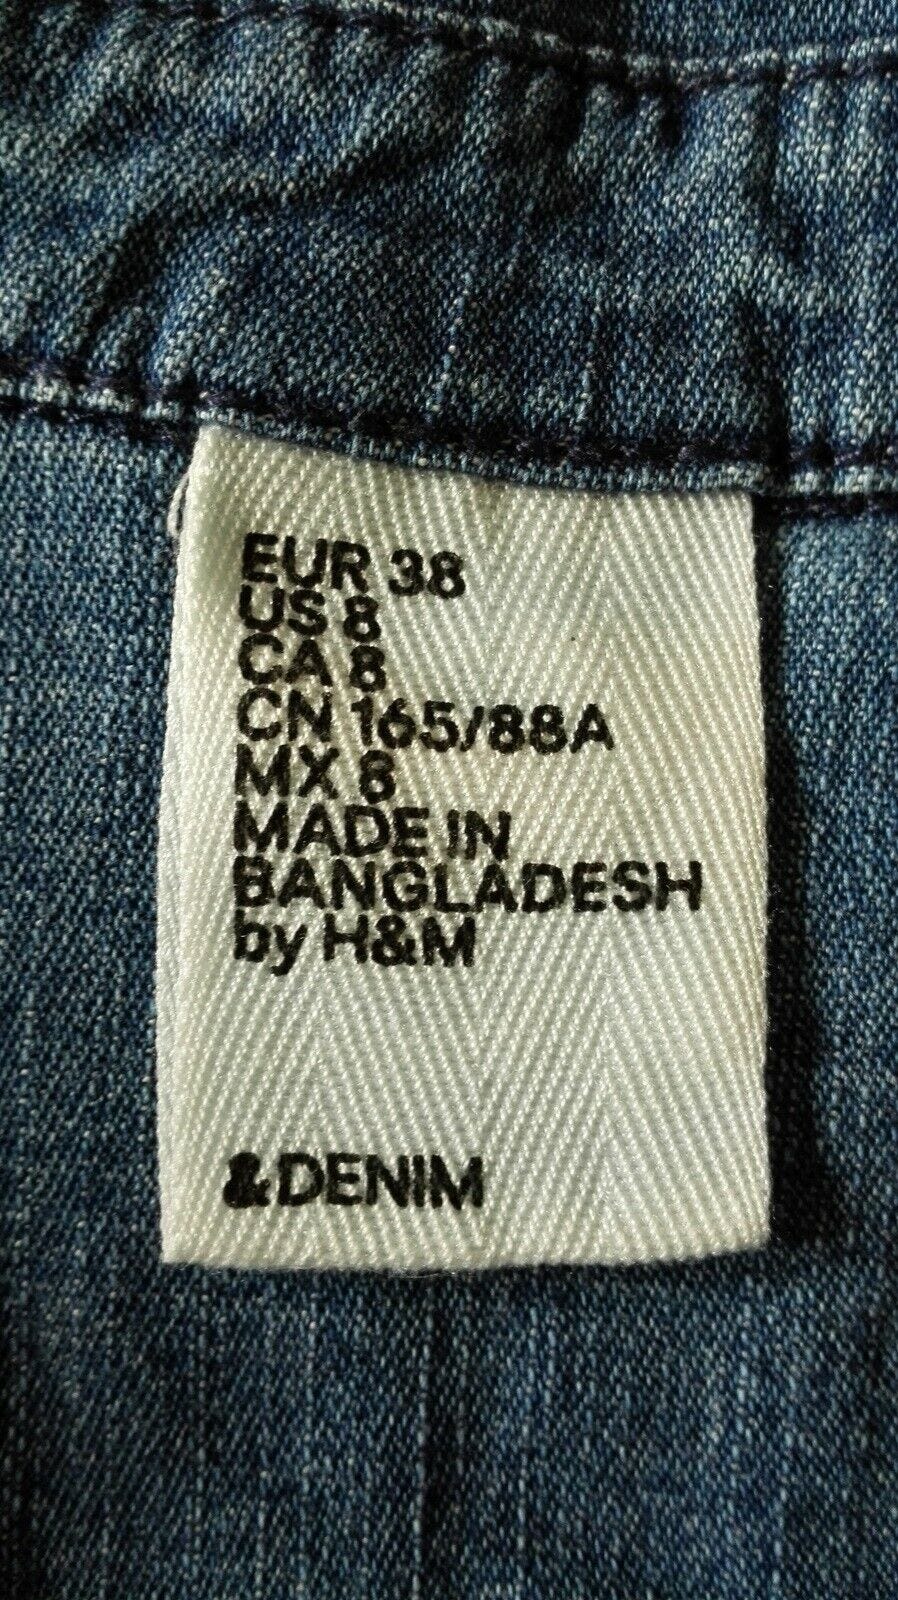 EUR 38
US 8
CA 8
CN 165/88A
MX 8
MADE IN
BANGLADESH
by H&M
&DENIM